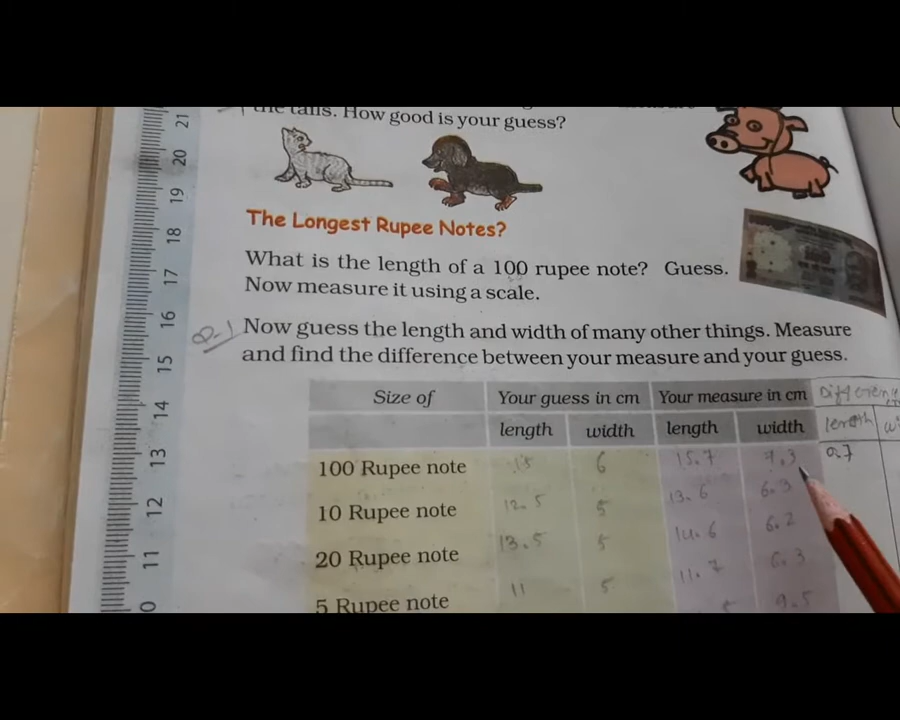 the tails. How good is your guess?
The Longest Rupee Notes?
What is the length of a 100 rupee note? Guess.
Now measure it using a scale.
Q-1 Now guess the length and width of many other things. Measure
and find the difference between your measure and your guess.
Size of Your guess in cm Your measure in cm
length width length width length
100 Rupee note 15 6 15.7 7.3 0.7
10 Rupee note 12.5 5 13.6 6.3
20 Rupee note 13.5 5 14.6 6.2
5 Rupee note 11 5 11.7 6.3
9.5
21
20
19
18
17
16
15
14
13
12
11
100